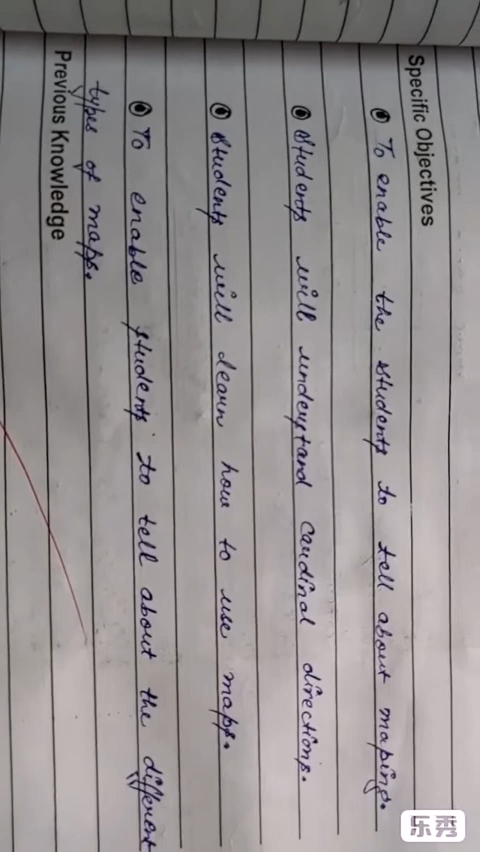 Specific Objectives
To enable the students to tell about maping.
Students will understand cardinal directions.
Students will learn how to use maps.
To enable students to tell about the different
types of maps.
Previous Knowledge
乐秀